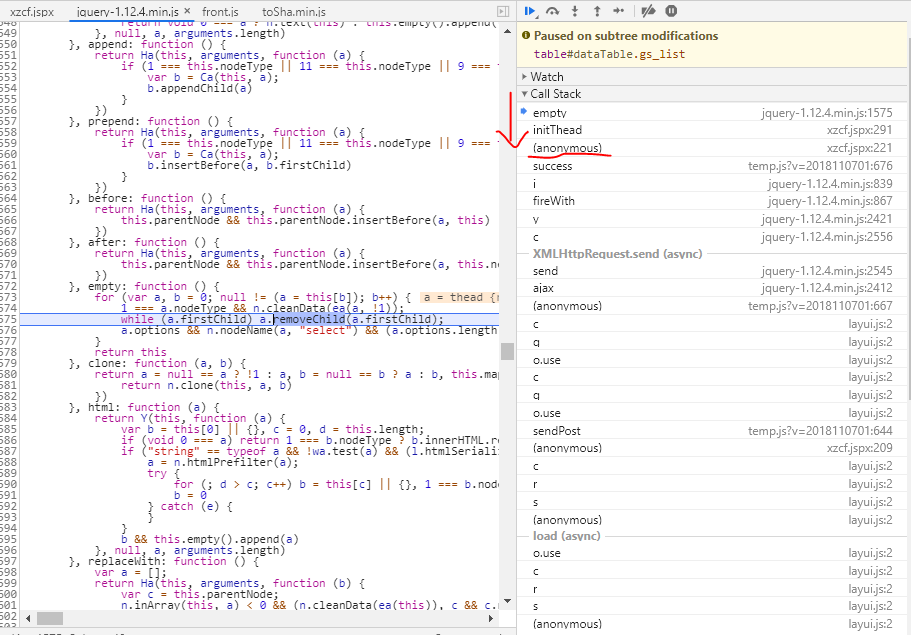 xzcf.jspx jquery-1.12.4.min.js × front.js toSha.min.js
549 }, null, a, arguments.length)
550 }, append: function () {
551 return Ha(this, arguments, function (a) {
552 if (1 === this.nodeType || 11 === this.nodeType || 9 ===
553 var b = Ca(this, a);
554 b.appendChild(a)
555 }
556 })
557 }, prepend: function () {
558 return Ha(this, arguments, function (a) {
559 if (1 === this.nodeType || 11 === this.nodeType || 9 ===
560 var b = Ca(this, a);
561 b.insertBefore(a, b.firstChild)
562 }
563 })
564 }, before: function () {
565 return Ha(this, arguments, function (a) {
566 this.parentNode && this.parentNode.insertBefore(a, this)
567 })
568 }, after: function () {
569 return Ha(this, arguments, function (a) {
570 this.parentNode && this.parentNode.insertBefore(a, this.ne
571 })
572 }, empty: function () {
573 for (var a, b = 0; null != (a = this[b]); b++) { a = thead {
574 1 === a.nodeType && n.cleanData(ea(a, !1));
575 while (a.firstChild) a.removeChild(a.firstChild);
576 a.options && n.nodeName(a, "select") && (a.options.length
577 }
578 return this
579 }, clone: function (a, b) {
580 return a = null == a ? !1 : a, b = null == b ? a : b, this.map
581 return n.clone(this, a, b)
582 })
583 }, html: function (a) {
584 return Y(this, function (a) {
585 var b = this[0] || {}, c = 0, d = this.length;
586 if (void 0 === a) return 1 === b.nodeType ? b.innerHTML.re
587 if ("string" == typeof a && !wa.test(a) && (l.htmlSeriali
588 a = n.htmlPrefilter(a);
589 try {
590 for (; d > c; c++) b = this[c] || {}, 1 === b.node
591 b = 0
592 } catch (e) {
593 }
594 }
595 b && this.empty().append(a)
596 }, null, a, arguments.length)
597 }, replaceWith: function () {
598 var a = [];
599 return Ha(this, arguments, function (b) {
600 var c = this.parentNode;
601 n.inArray(this, a) < 0 && (n.cleanData(ea(this)), c && c.
602
Paused on subtree modifications
table#dataTable.gs_list
Watch
Call Stack
empty jquery-1.12.4.min.js:1575
initThead xzcf.jspx:291
(anonymous) xzcf.jspx:221
success temp.js?v=2018110701:676
i jquery-1.12.4.min.js:839
fireWith jquery-1.12.4.min.js:867
y jquery-1.12.4.min.js:2421
c jquery-1.12.4.min.js:2556
XMLHttpRequest.send (async)
send jquery-1.12.4.min.js:2545
ajax jquery-1.12.4.min.js:2412
(anonymous) temp.js?v=2018110701:667
c layui.js:2
g layui.js:2
o.use layui.js:2
c layui.js:2
g layui.js:2
o.use layui.js:2
sendPost temp.js?v=2018110701:644
(anonymous) xzcf.jspx:209
c layui.js:2
r layui.js:2
s layui.js:2
(anonymous) layui.js:2
load (async)
o.use layui.js:2
c layui.js:2
r layui.js:2
s layui.js:2
(anonymous) layui.js:2